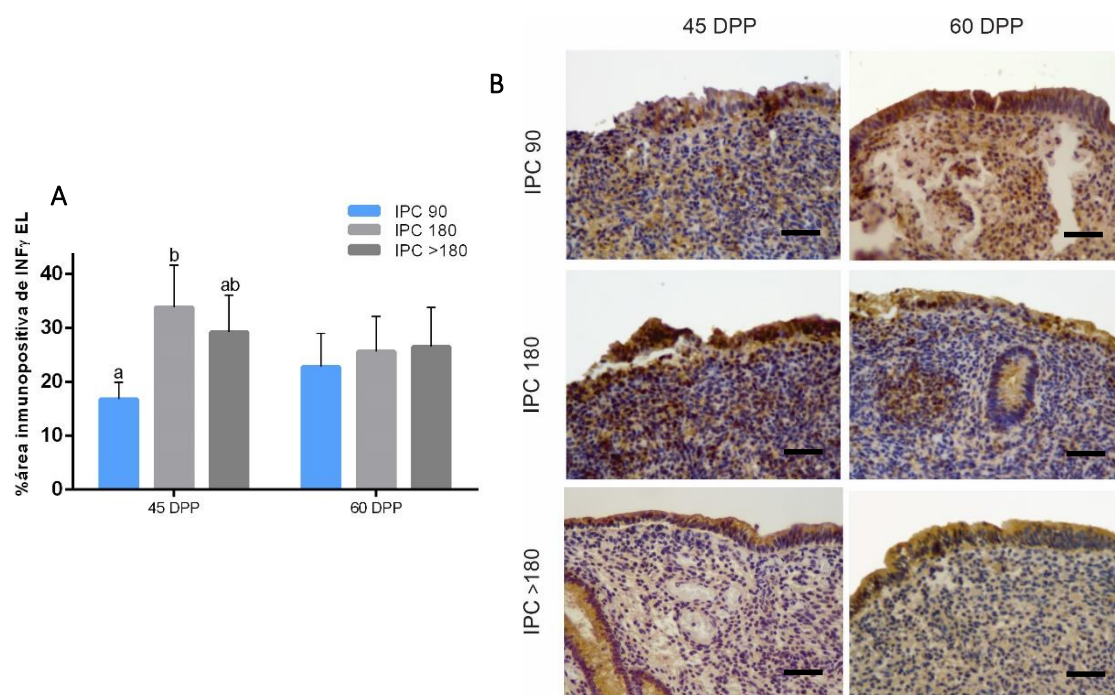 A
%área inmunopositiva de INFγ EL
40
30
20
10
0
b
ab
a
IPC 90
IPC 180
IPC >180
45 DPP
60 DPP
B
45 DPP
60 DPP
IPC 90
IPC 180
IPC >180